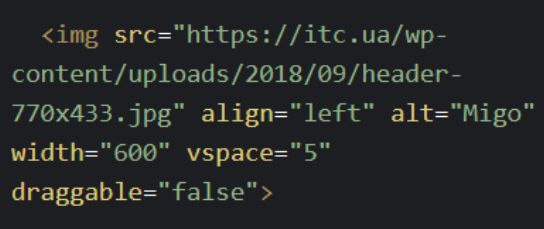 <img src="https://itc.ua/wp-
content/uploads/2018/09/header-
770x433.jpg" align="left" alt="Migo"
width="600" vspace="5"
draggable="false">